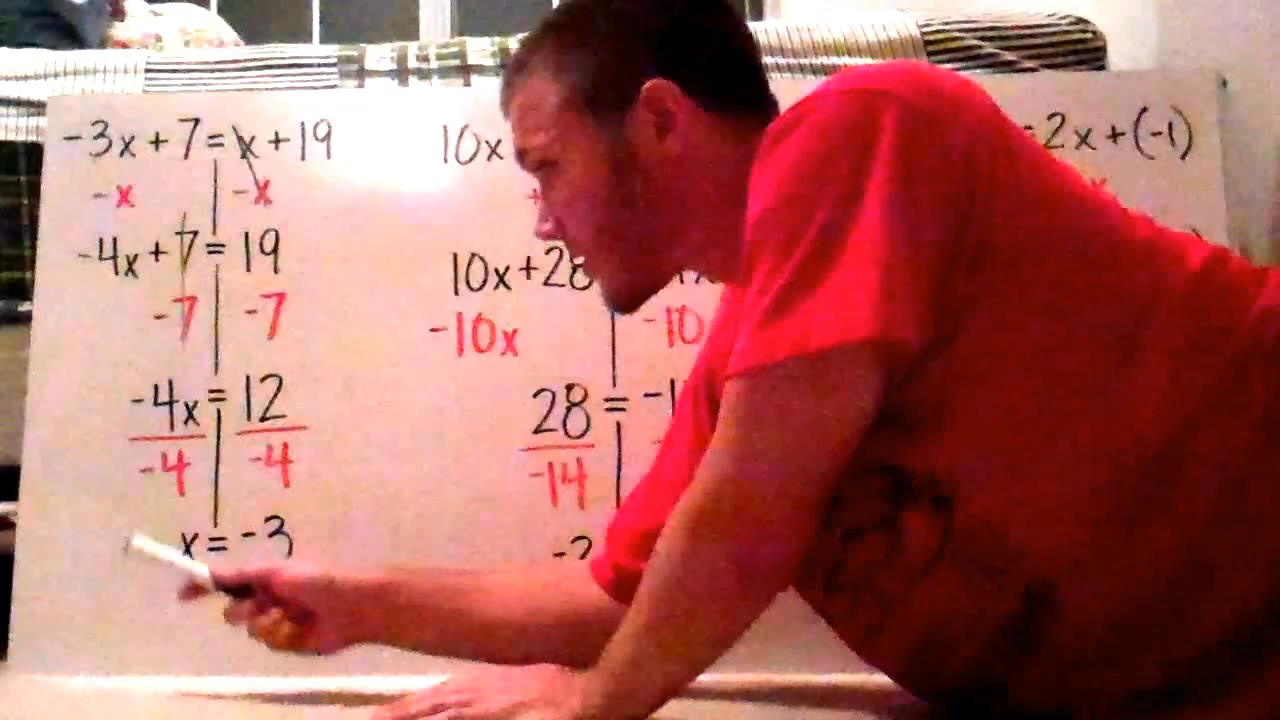 -3x + 7 = x + 19
-x -x
-4x + 7 = 19
-7 -7
-4x = 12
-4 -4
x = -3
10x
10x + 28
-10x -10
28 = -1
-14
-2x + (-1)